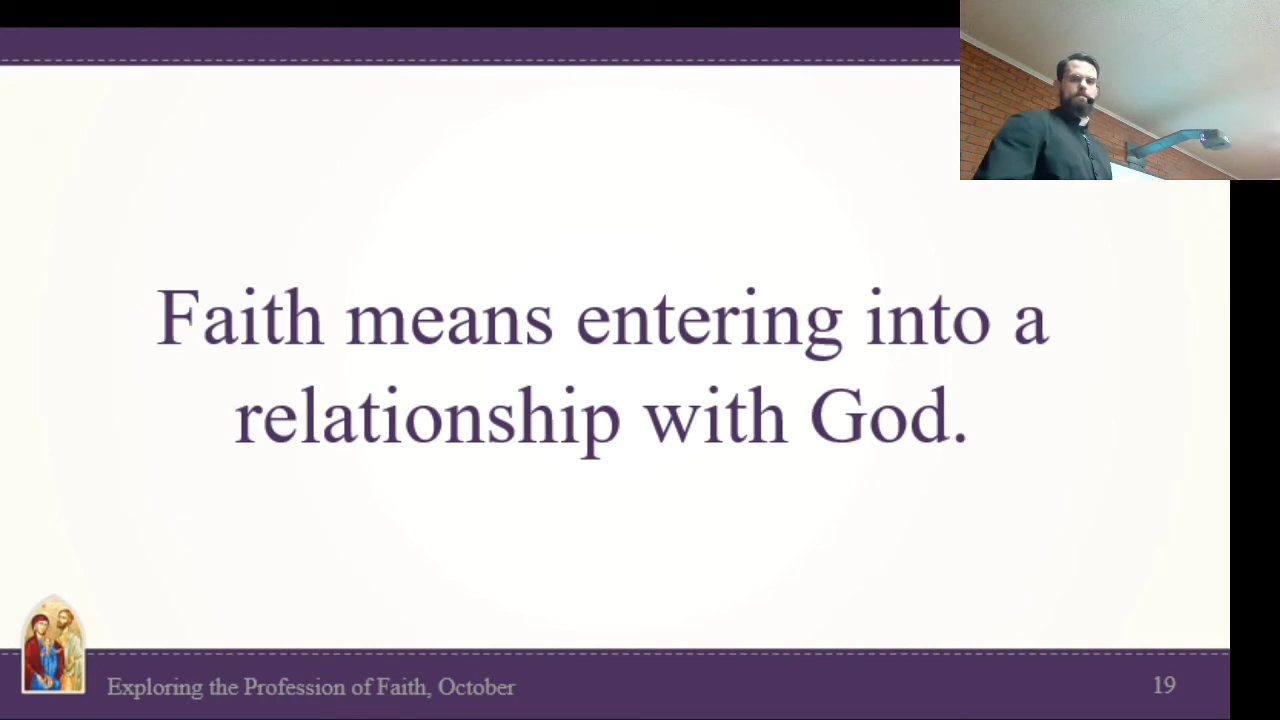 Faith means entering into a
relationship with God.
Exploring the Profession of Faith, October
19